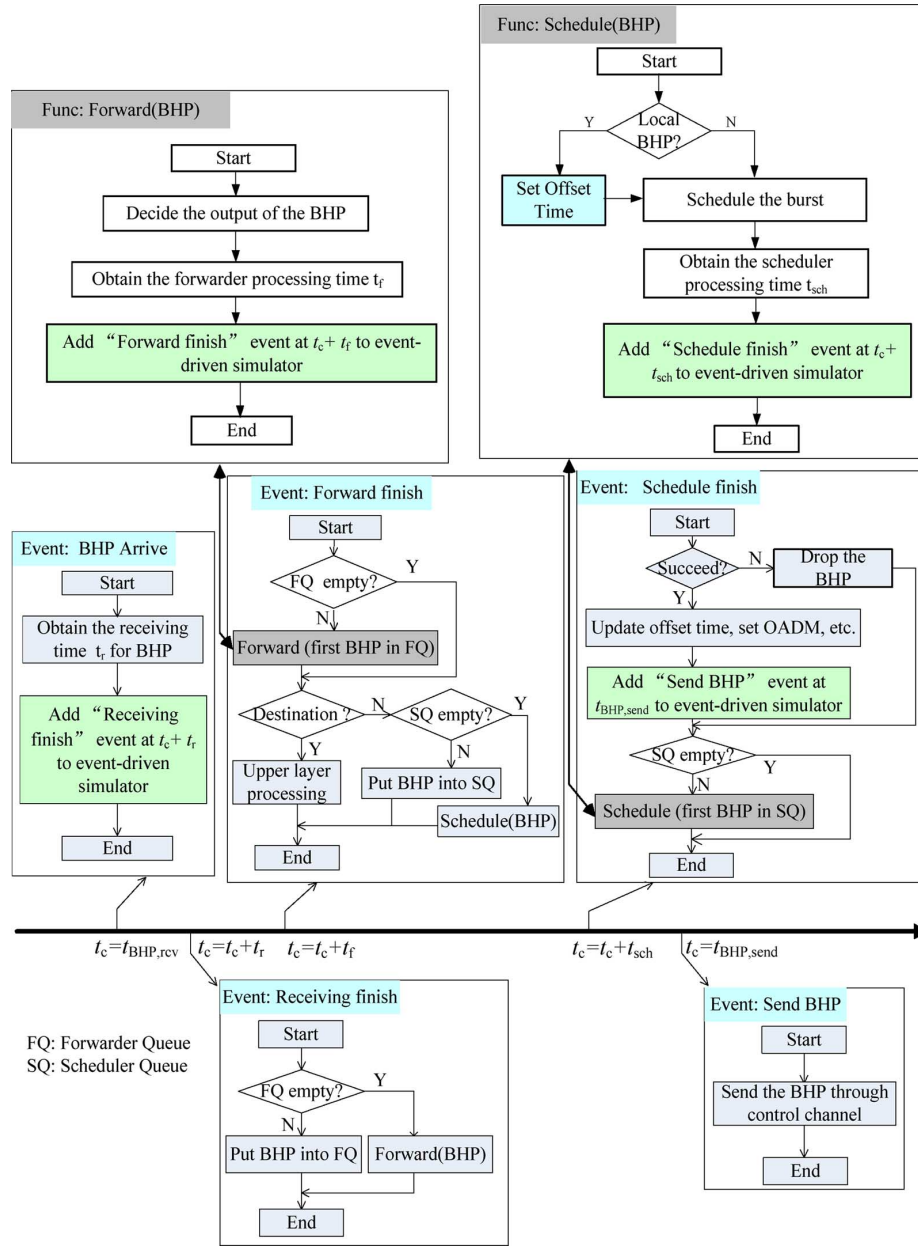 Func: Schedule(BHP)
Start
Local
BHP?
Y
N
Set Offset
Time
Schedule the burst
Obtain the scheduler
processing time tsch
Add “Schedule finish” event at tc+
tsch to event-driven simulator
End
Func: Forward(BHP)
Start
Decide the output of the BHP
Obtain the forwarder processing time tf
Add “Forward finish” event at tc+ tf to event-
driven simulator
End
Event: BHP Arrive
Start
Obtain the receiving
time tr for BHP
Add “Receiving
finish” event at tc+ tr
to event-driven
simulator
End
Event: Forward finish
Start
FQ empty?
Y
N
Forward (first BHP in FQ)
Destination ?
N
SQ empty?
Y
Y
N
Upper layer
processing
Put BHP into SQ
Schedule(BHP)
End
Event: Schedule finish
Start
Succeed?
N
Drop the
BHP
Y
Update offset time, set OADM, etc.
Add “Send BHP” event at
tBHP,send to event-driven simulator
SQ empty?
Y
N
Schedule (first BHP in SQ)
End
tc=tBHP,rcv
tc=tc+tr
tc=tc+tf
tc=tc+tsch
tc=tBHP,send
FQ: Forwarder Queue
SQ: Scheduler Queue
Event: Receiving finish
Start
FQ empty?
Y
N
Put BHP into FQ
Forward(BHP)
End
Event: Send BHP
Start
Send the BHP through
control channel
End